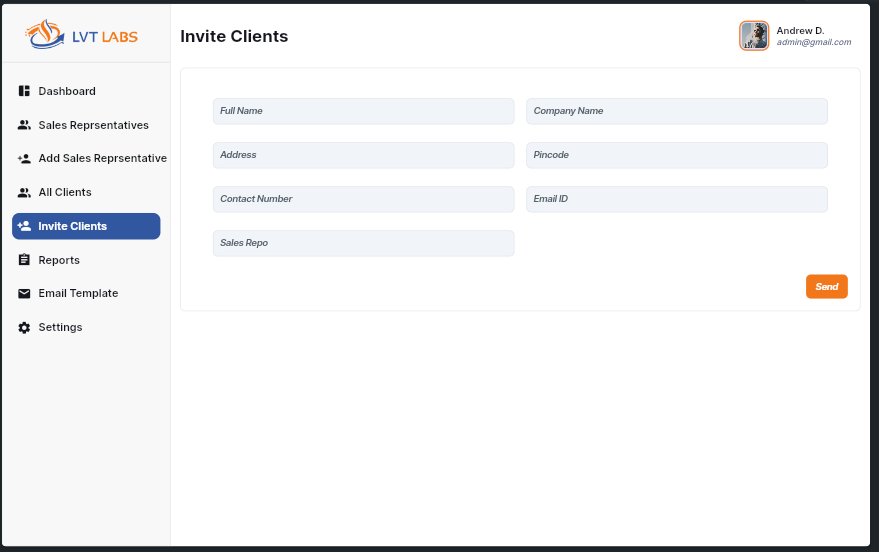 LVT LABS
Invite Clients
Andrew D.
admin@gmail.com
Dashboard
Sales Reprsentatives
Add Sales Reprsentative
All Clients
Invite Clients
Reports
Email Template
Settings
Full Name
Company Name
Address
Pincode
Contact Number
Email ID
Sales Repo
Send